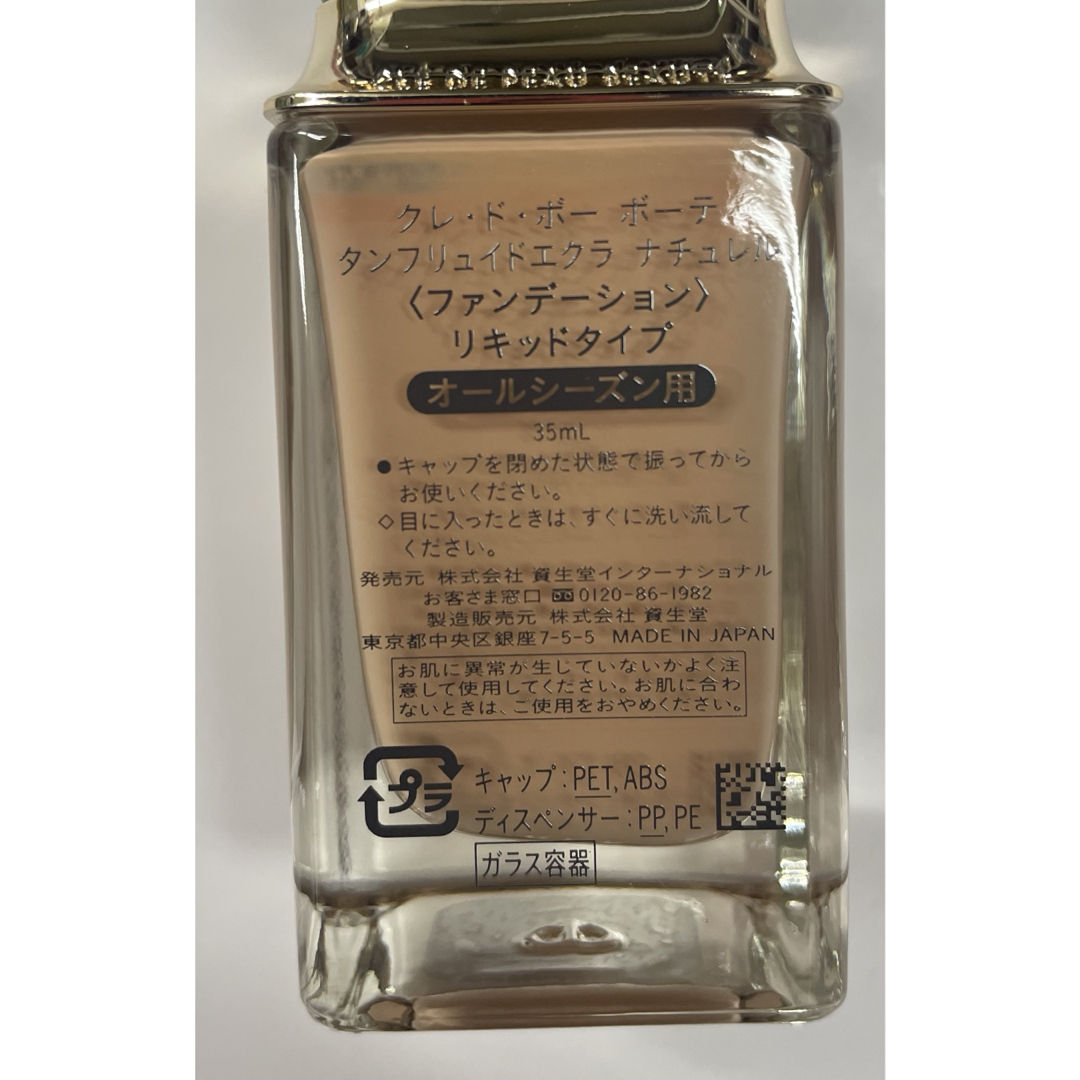 クレ・ド・ポー ボーテ
タンフリュイドエクラ ナチュレル
〈ファンデーション〉
リキッドタイプ
オールシーズン用
35mL
●キャップを閉めた状態で振ってから
お使いください。
◇目に入ったときは、すぐに洗い流して
ください。
発売元 株式会社 資生堂インターナショナル
お客さま窓口 0120-86-1982
製造販売元 株式会社 資生堂
東京都中央区銀座7-5-5 MADE IN JAPAN
お肌に異常が生じていないかよく注
意して使用してください。お肌に合わ
ないときは、ご使用をおやめください。
プラ
キャップ:PET,ABS
ディスペンサー:PP,PE
ガラス容器